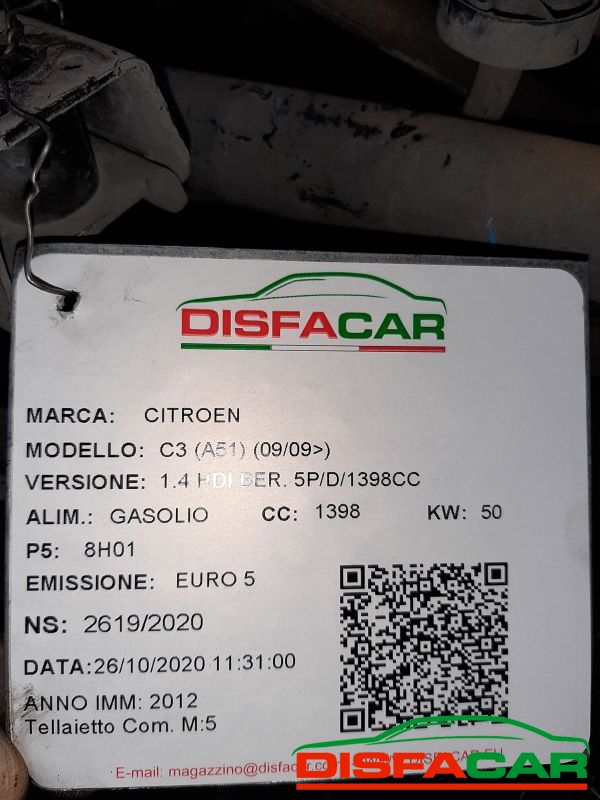 DISFACAR
MARCA: CITROEN
MODELLO: C3 (A51) (09/09>)
VERSIONE: 1.4 HDI BER. 5P/D/1398CC
ALIM.: GASOLIO CC: 1398 KW: 50
P5: 8H01
EMISSIONE: EURO 5
NS: 2619/2020
DATA:26/10/2020 11:31:00
ANNO IMM: 2012
Tellaietto Com. M:5
E-mail: magazzino@disfacar.co
DISFACAR